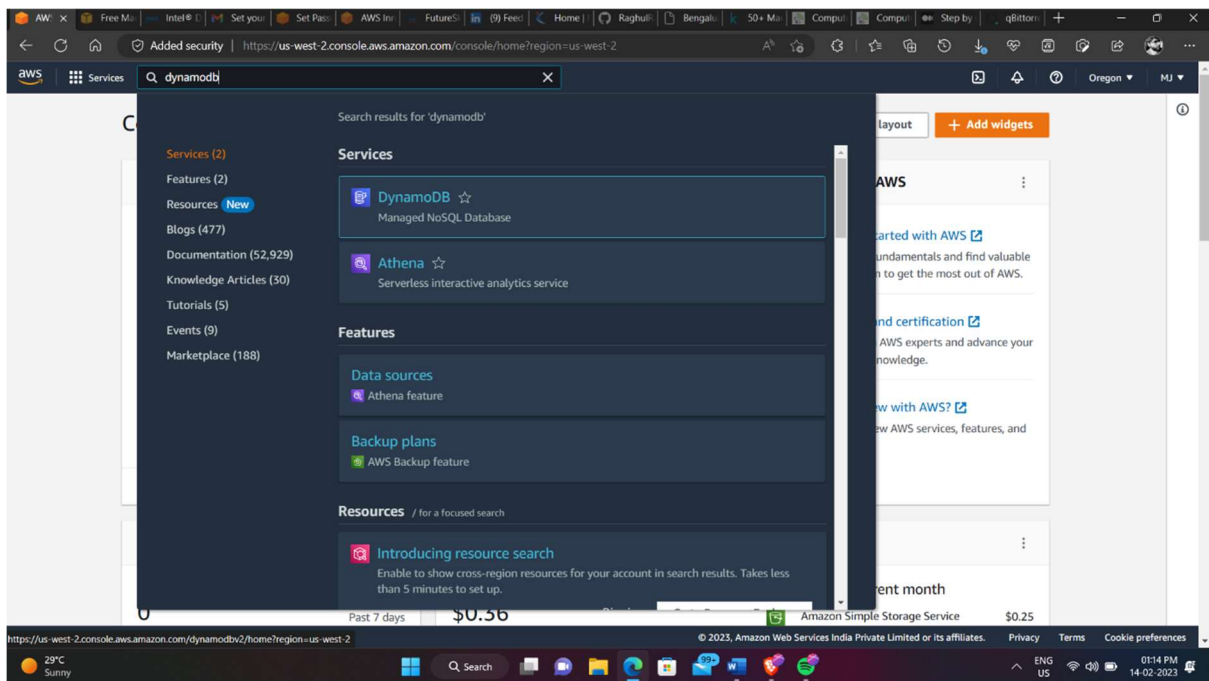 AW:
Free Ma
Intel®
Set your
Set Pas
AWS Inn
FutureS
(9) Feed
Home |
RaghulR
Bengalu
50+ Ma
Comput
Comput
Step by
qBittorr
Added security | https://us-west-2.console.aws.amazon.com/console/home?region=us-west-2
aws
Services
dynamodb
Oregon
MJ
Search results for 'dynamodb'
layout
+ Add widgets
Services (2)
Features (2)
Resources New
Blogs (477)
Documentation (52,929)
Knowledge Articles (30)
Tutorials (5)
Events (9)
Marketplace (188)
Services
DynamoDB
Managed NoSQL Database
Athena
Serverless interactive analytics service
Features
Data sources
Athena feature
Backup plans
AWS Backup feature
Resources / for a focused search
Introducing resource search
Enable to show cross-region resources for your account in search results. Takes less
than 5 minutes to set up.
AWS
tarted with AWS
undamentals and find valuable
n to get the most out of AWS.
and certification
AWS experts and advance your
nowledge.
ew with AWS?
ew AWS services, features, and
rent month
0
Past 7 days
$0.36
Amazon Simple Storage Service
$0.25
https://us-west-2.console.aws.amazon.com/dynamodbv2/home?region=us-west-2
© 2023, Amazon Web Services India Private Limited or its affiliates.
Privacy
Terms
Cookie preferences
29°C
Sunny
Search
99+
ENG
US
01:14 PM
14-02-2023